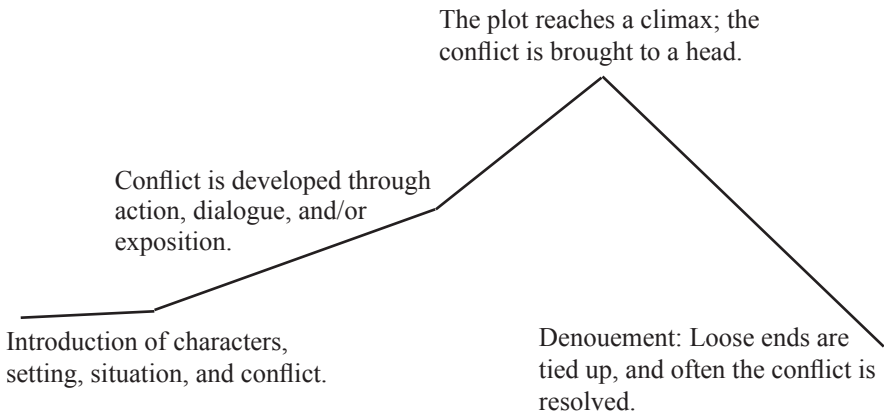 The plot reaches a climax; the
conflict is brought to a head.
Conflict is developed through
action, dialogue, and/or
exposition.
Introduction of characters,
setting, situation, and conflict.
Denouement: Loose ends are
tied up, and often the conflict is
resolved.